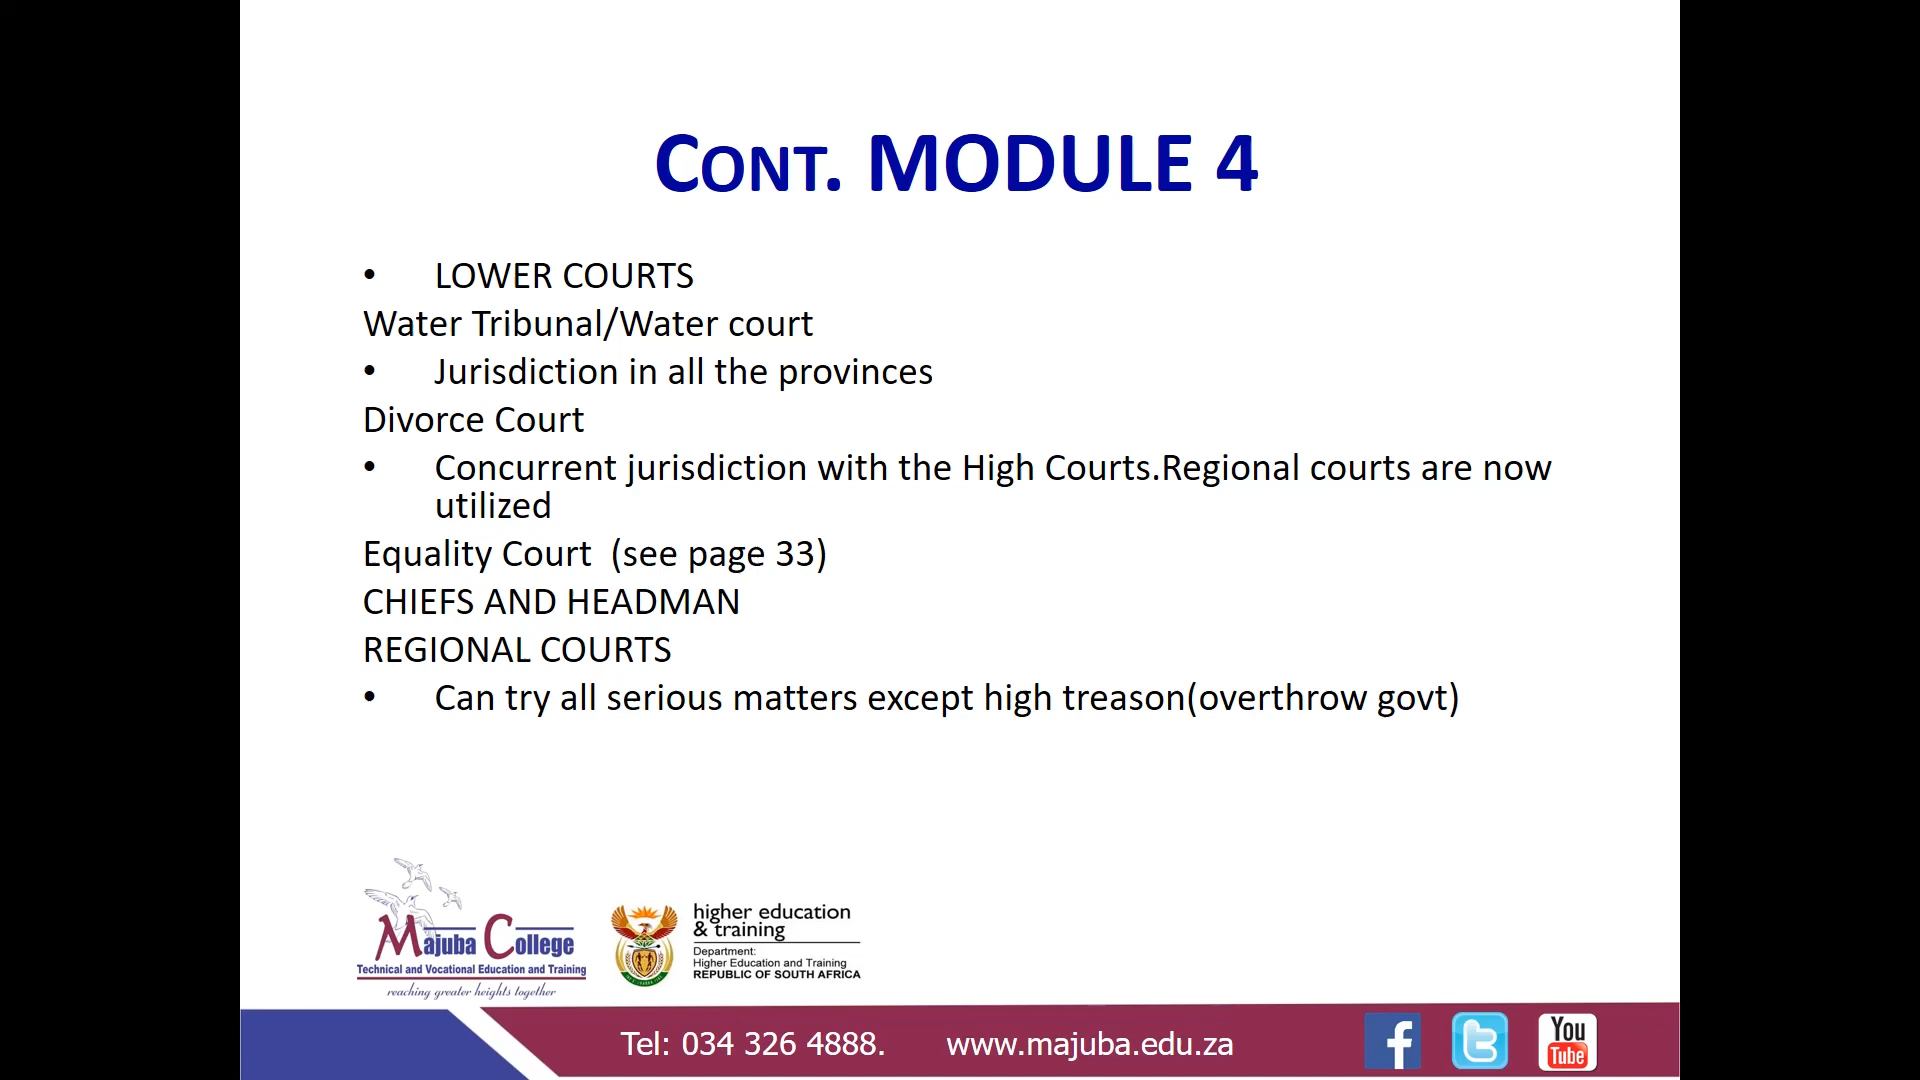 CONT. MODULE 4
• LOWER COURTS
Water Tribunal/Water court
• Jurisdiction in all the provinces
Divorce Court
• Concurrent jurisdiction with the High Courts.Regional courts are now
utilized
Equality Court  (see page 33)
CHIEFS AND HEADMAN
REGIONAL COURTS
• Can try all serious matters except high treason(overthrow govt)
Majuba College
Technical and Vocational Education and Training
reaching greater heights together
higher education
& training
Department:
Higher Education and Training
REPUBLIC OF SOUTH AFRICA
Tel: 034 326 4888. www.majuba.edu.za
You
Tube